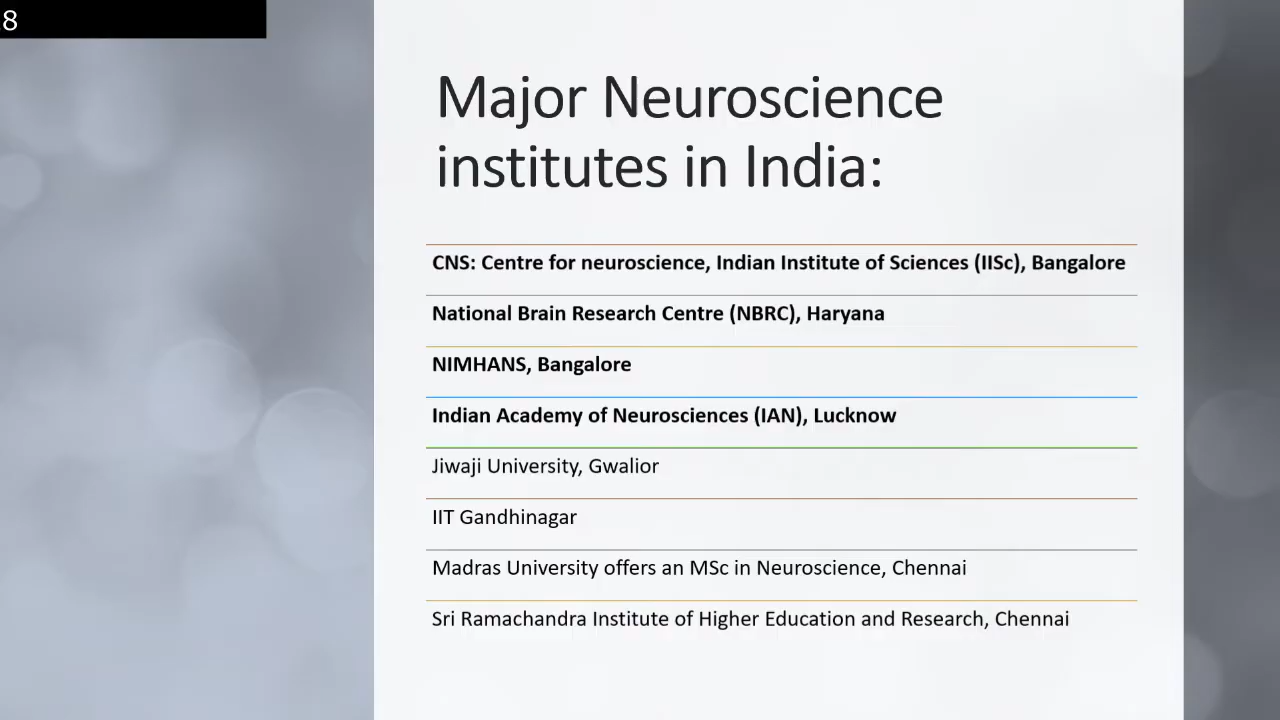 8
Major Neuroscience
institutes in India:
CNS: Centre for neuroscience, Indian Institute of Sciences (IISc), Bangalore
National Brain Research Centre (NBRC), Haryana
NIMHANS, Bangalore
Indian Academy of Neurosciences (IAN), Lucknow
Jiwaji University, Gwalior
IIT Gandhinagar
Madras University offers an MSc in Neuroscience, Chennai
Sri Ramachandra Institute of Higher Education and Research, Chennai